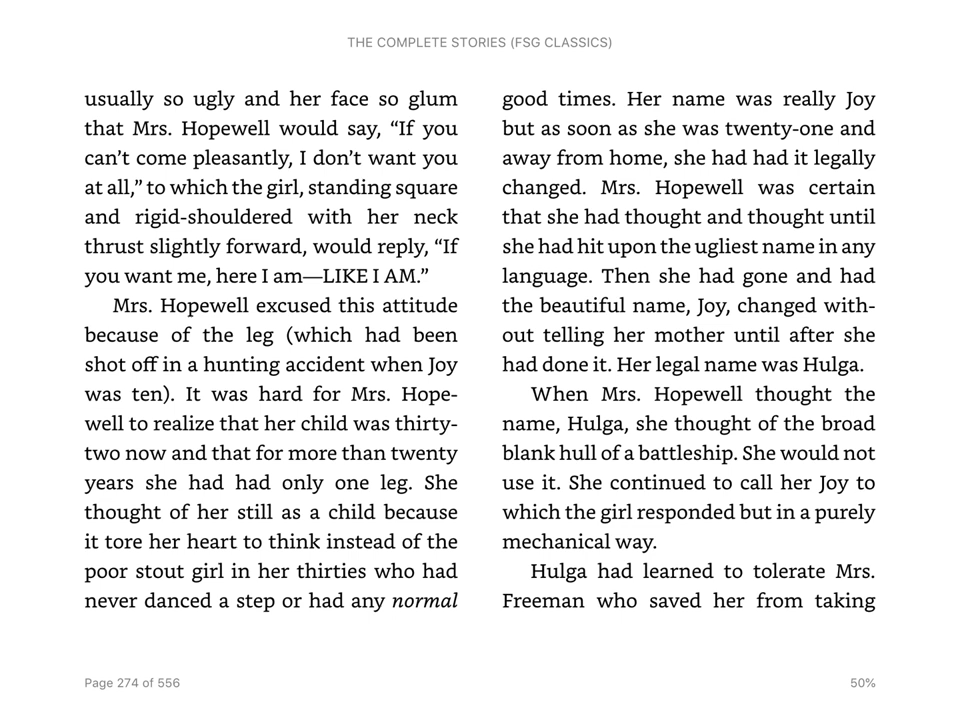 THE COMPLETE STORIES (FSG CLASSICS)
usually so ugly and her face so glum
that Mrs. Hopewell would say, “If you
can’t come pleasantly, I don’t want you
at all,” to which the girl, standing square
and rigid-shouldered with her neck
thrust slightly forward, would reply, “If
you want me, here I am—LIKE I AM.”
Mrs. Hopewell excused this attitude
because of the leg (which had been
shot off in a hunting accident when Joy
was ten). It was hard for Mrs. Hope-
well to realize that her child was thirty-
two now and that for more than twenty
years she had had only one leg. She
thought of her still as a child because
it tore her heart to think instead of the
poor stout girl in her thirties who had
never danced a step or had any normal
good times. Her name was really Joy
but as soon as she was twenty-one and
away from home, she had had it legally
changed. Mrs. Hopewell was certain
that she had thought and thought until
she had hit upon the ugliest name in any
language. Then she had gone and had
the beautiful name, Joy, changed with-
out telling her mother until after she
had done it. Her legal name was Hulga.
When Mrs. Hopewell thought the
name, Hulga, she thought of the broad
blank hull of a battleship. She would not
use it. She continued to call her Joy to
which the girl responded but in a purely
mechanical way.
Hulga had learned to tolerate Mrs.
Freeman who saved her from taking
Page 274 of 556
50%